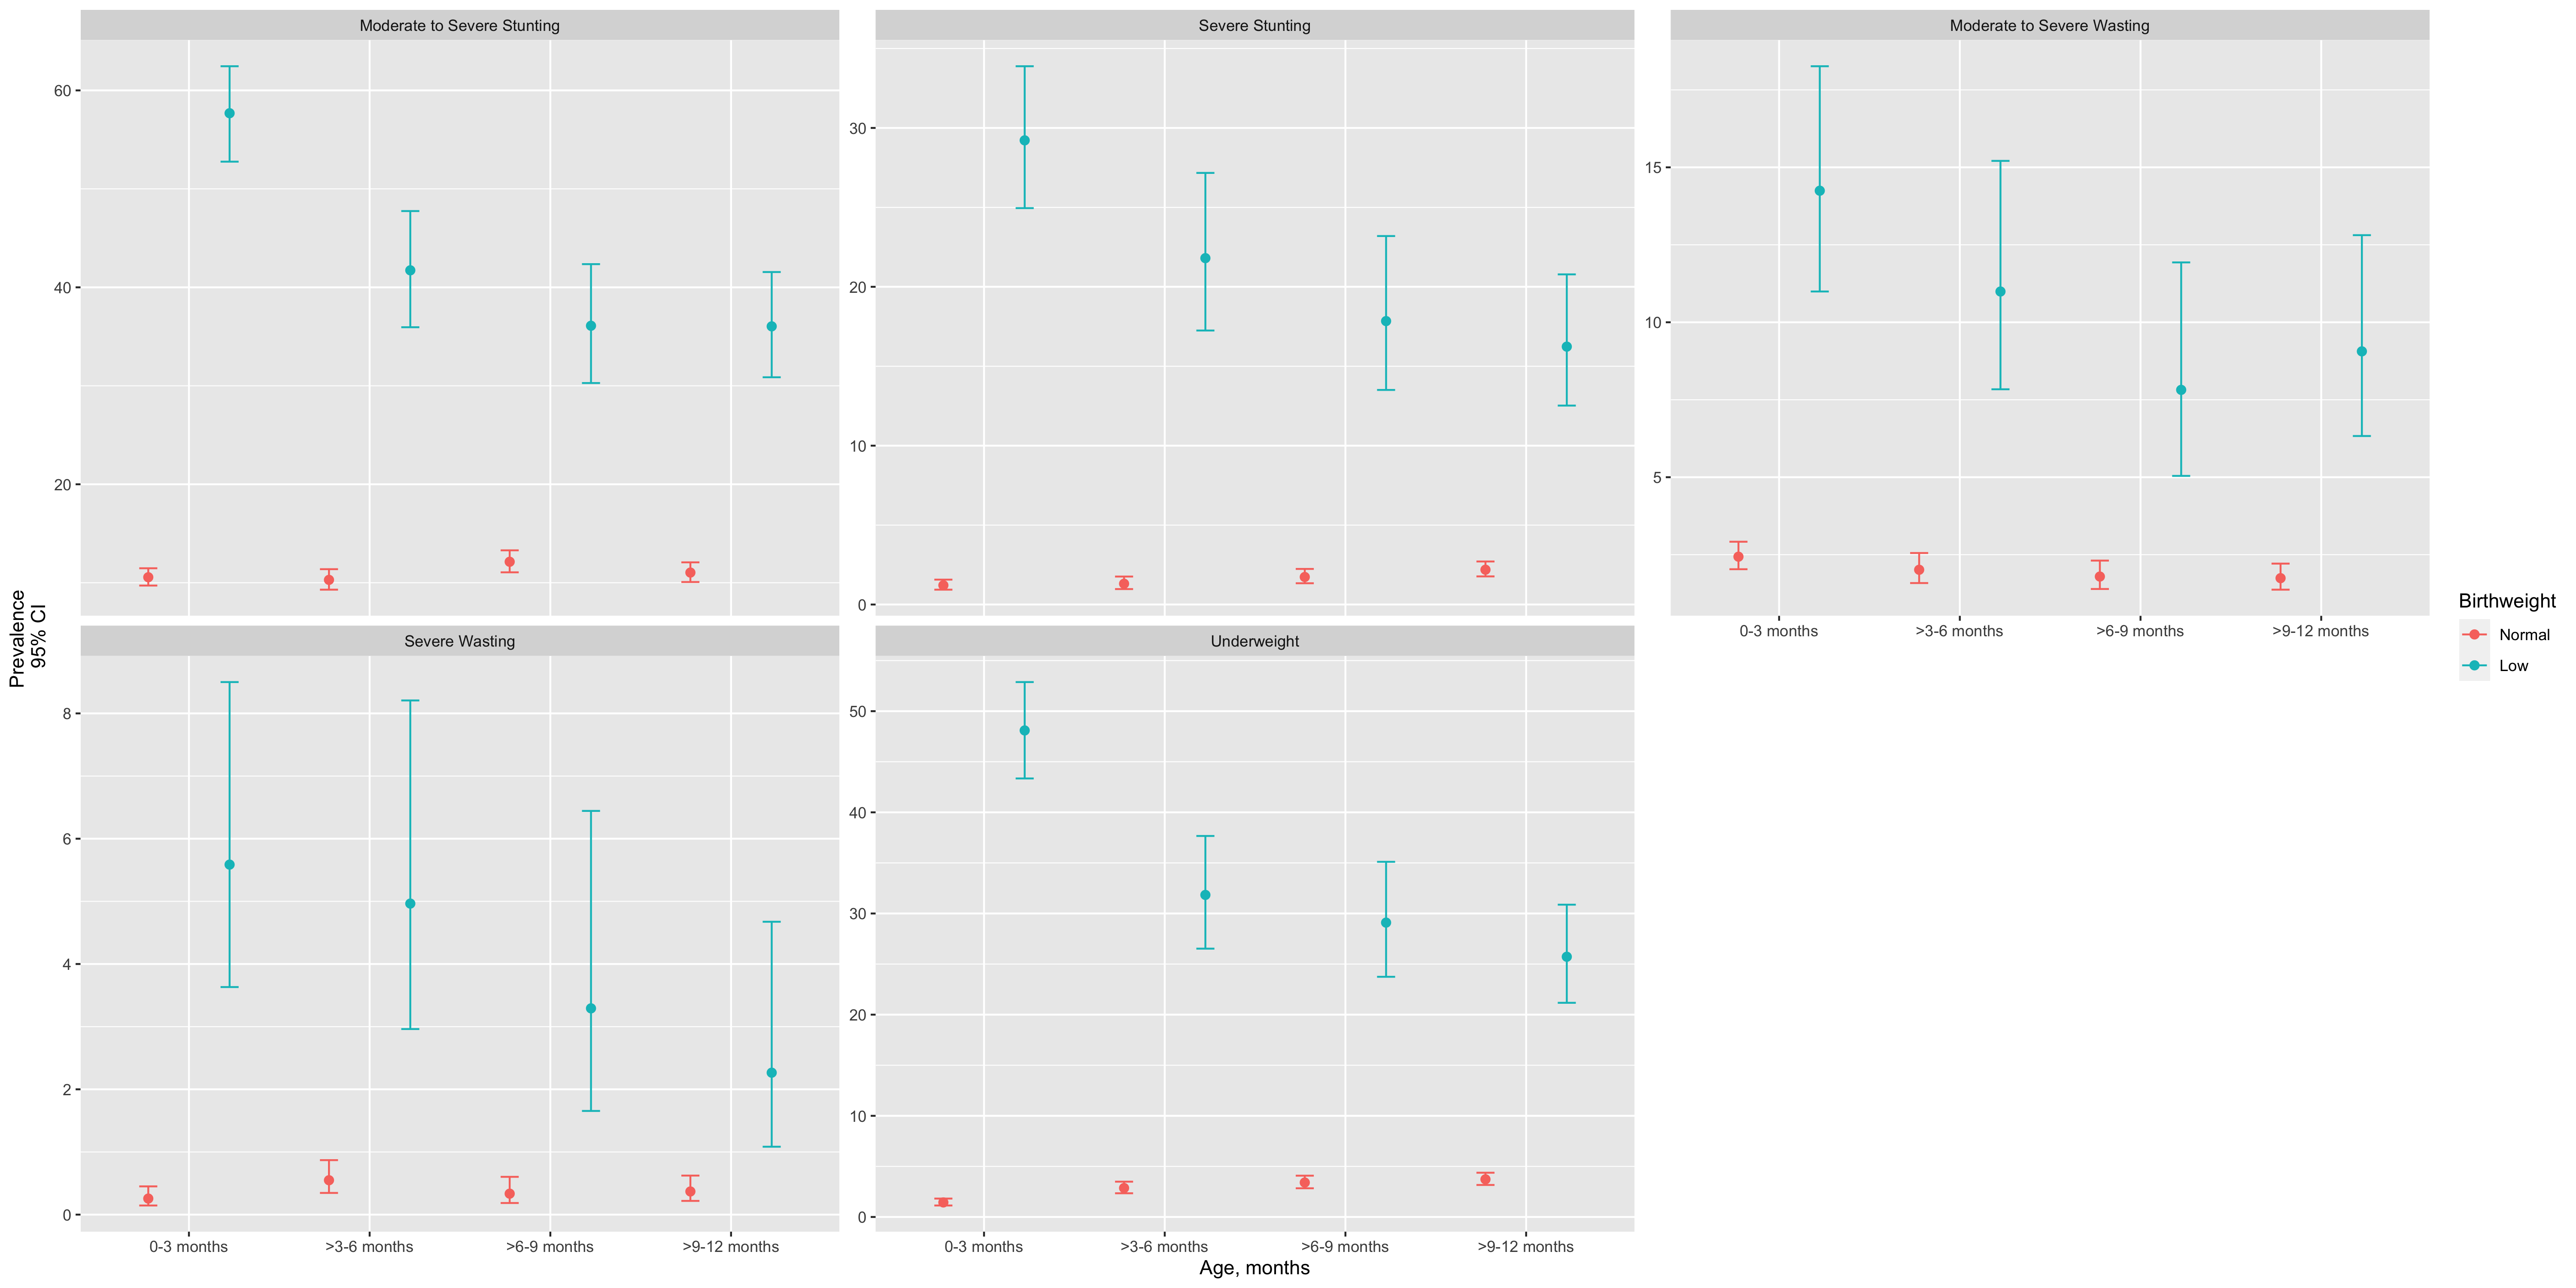 Moderate to Severe Stunting
Severe Stunting
Moderate to Severe Wasting
60
40
20
30
20
10
0
15
10
5
0-3 months
>3-6 months
>6-9 months
>9-12 months
Prevalence
95% CI
Birthweight
Normal
Low
Severe Wasting
Underweight
8
6
4
2
0
50
40
30
20
10
0
0-3 months
>3-6 months
>6-9 months
>9-12 months
0-3 months
>3-6 months
>6-9 months
>9-12 months
Age, months